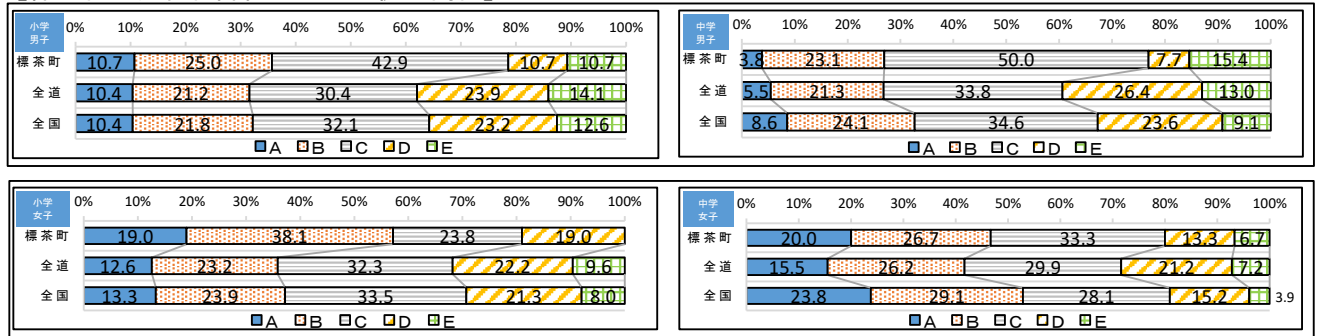 小学
男子
0% 10% 20% 30% 40% 50% 60% 70% 80% 90% 100%
標茶町 10.7 25.0 42.9 10.7 10.7
全道 10.4 21.2 30.4 23.9 14.1
全国 10.4 21.8 32.1 23.2 12.6
A B C D E
中学
男子
0% 10% 20% 30% 40% 50% 60% 70% 80% 90% 100%
標茶町 3.8 23.1 50.0 7.7 15.4
全道 5.5 21.3 33.8 26.4 13.0
全国 8.6 24.1 34.6 23.6 9.1
A B C D E
小学
女子
0% 10% 20% 30% 40% 50% 60% 70% 80% 90% 100%
標茶町 19.0 38.1 23.8 19.0
全道 12.6 23.2 32.3 22.2 9.6
全国 13.3 23.9 33.5 21.3 8.0
A B C D E
中学
女子
0% 10% 20% 30% 40% 50% 60% 70% 80% 90% 100%
標茶町 20.0 26.7 33.3 13.3 6.7
全道 15.5 26.2 29.9 21.2 7.2
全国 23.8 29.1 28.1 15.2 3.9
A B C D E